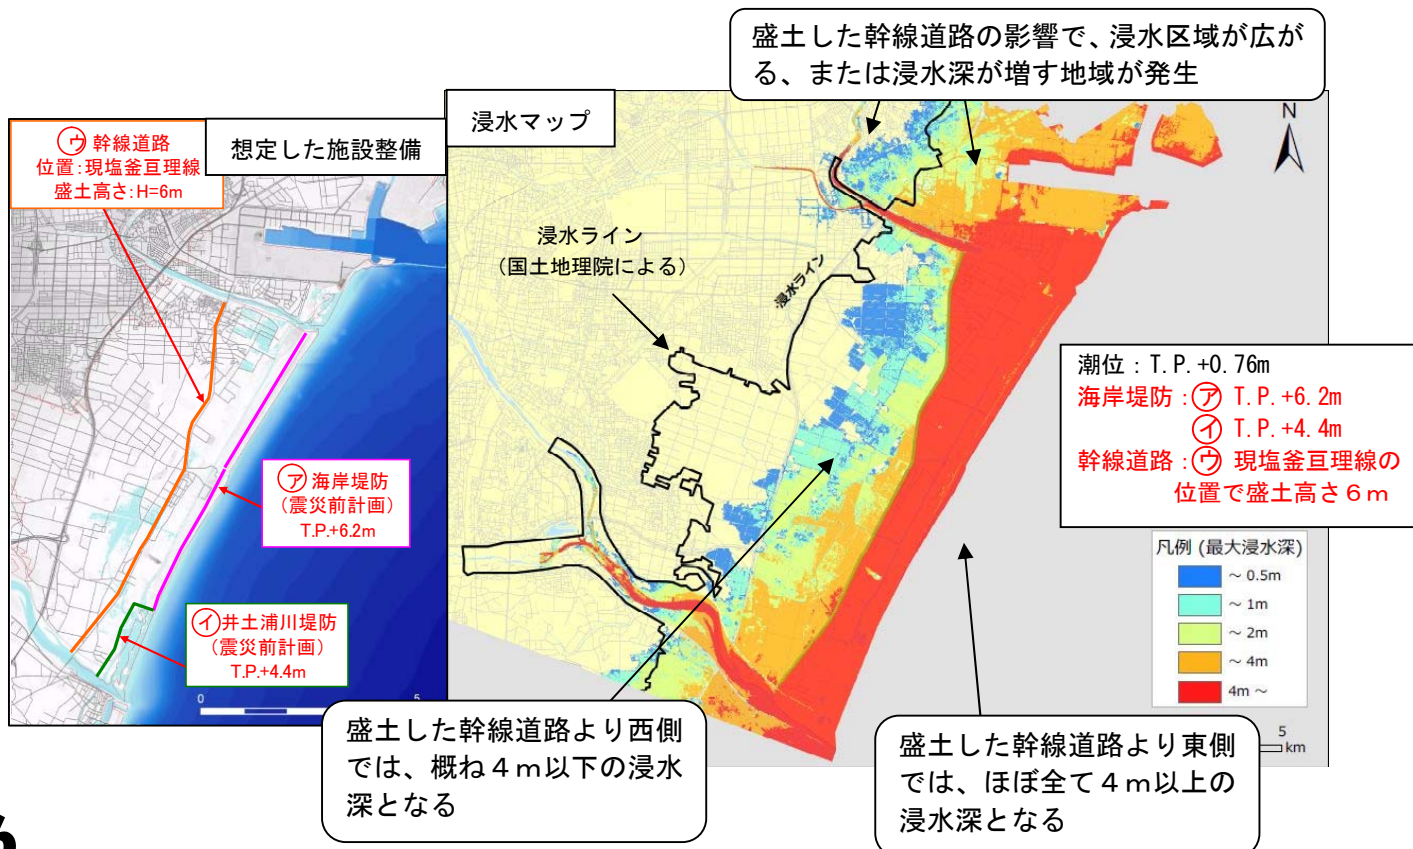 盛土した幹線道路の影響で、浸水区域が広が
る、または浸水深が増す地域が発生
ウ 幹線道路
位置:現塩釜亘理線
盛土高さ:H=6m
想定した施設整備
浸水マップ
N
浸水ライン
(国土地理院による)
浸水ライン
潮位：T.P.+0.76m
海岸堤防：ア T.P.+6.2m
イ T.P.+4.4m
幹線道路：ウ 現塩釜亘理線の
位置で盛土高さ６ｍ
ア 海岸堤防
(震災前計画)
T.P.+6.2m
イ 井土浦川堤防
(震災前計画)
T.P.+4.4m
0 5
凡例 (最大浸水深)
～ 0.5m
～ 1m
～ 2m
～ 4m
4m ～
5
km
盛土した幹線道路より西側
では、概ね４ｍ以下の浸水
深となる
盛土した幹線道路より東側
では、ほぼ全て４ｍ以上の
浸水深となる